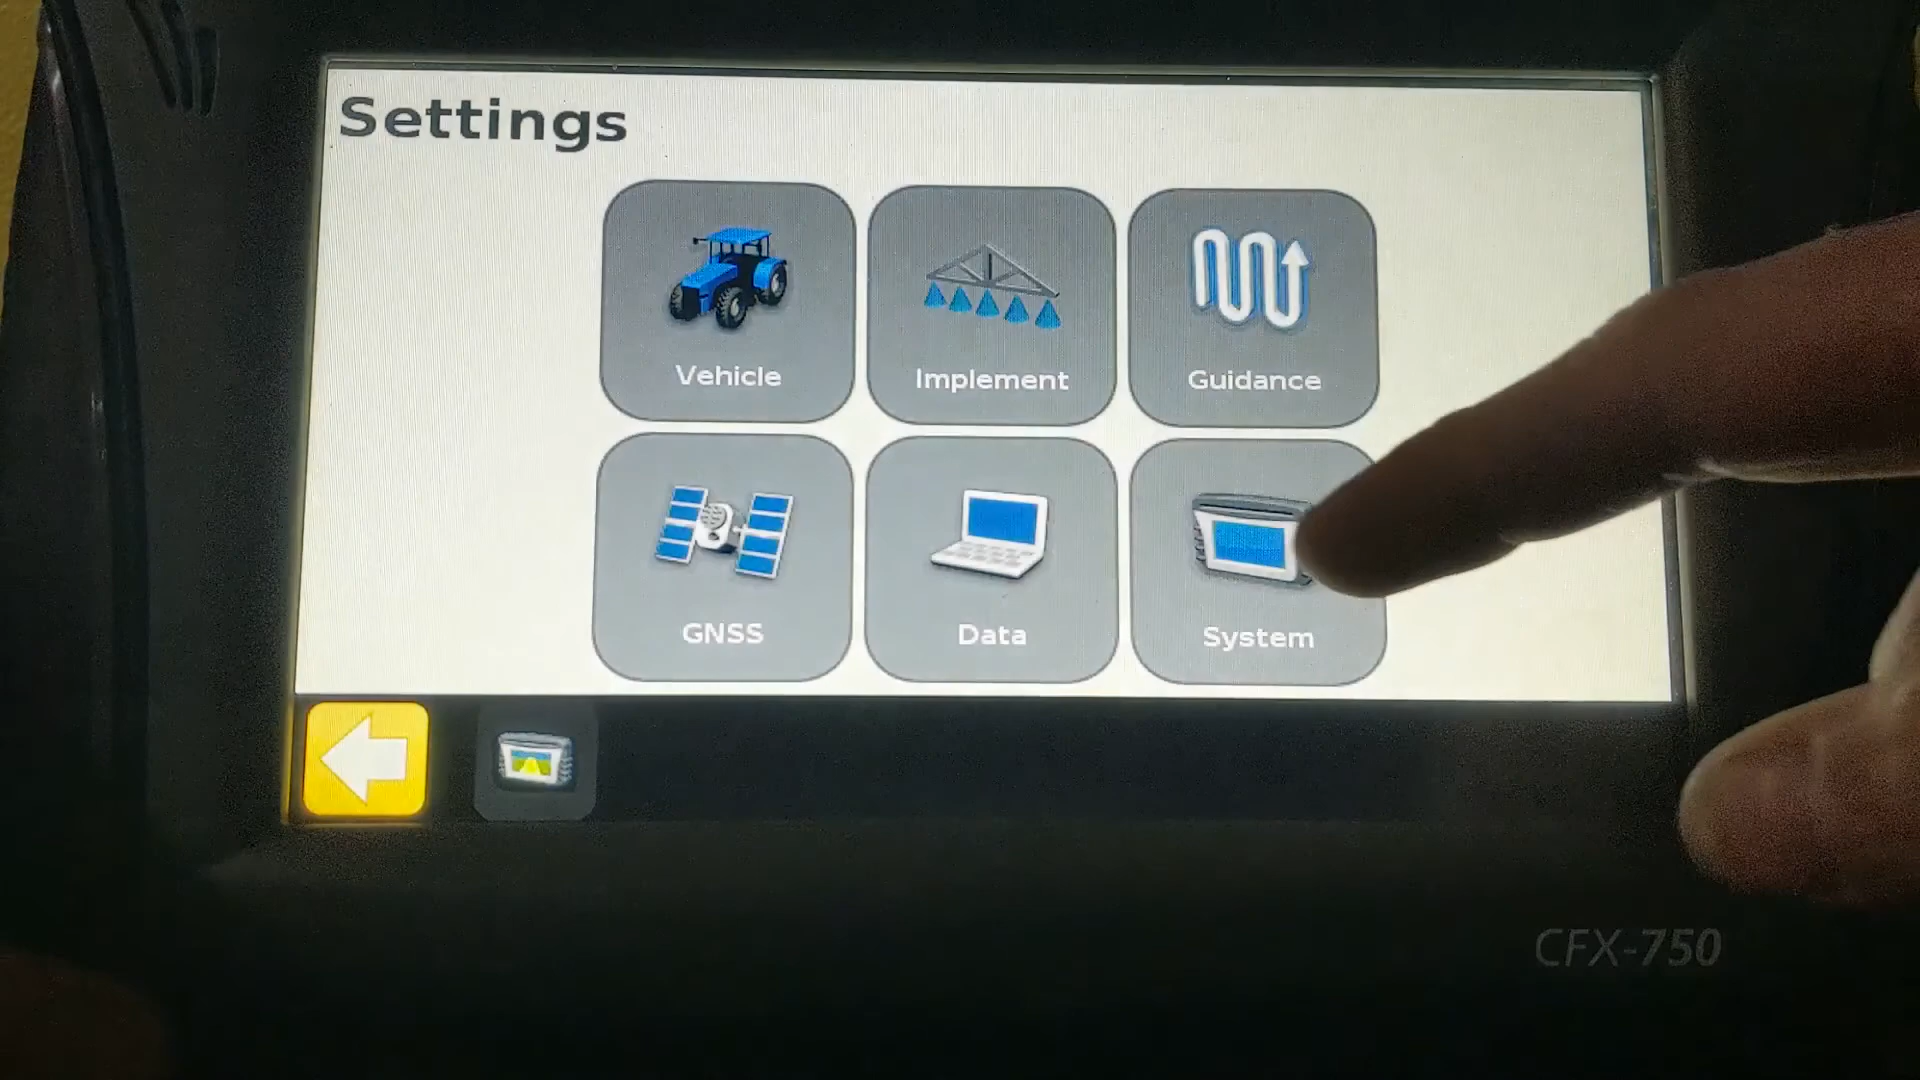 Settings
Vehicle
Implement
Guidance
GNSS
Data
System
CFX-750